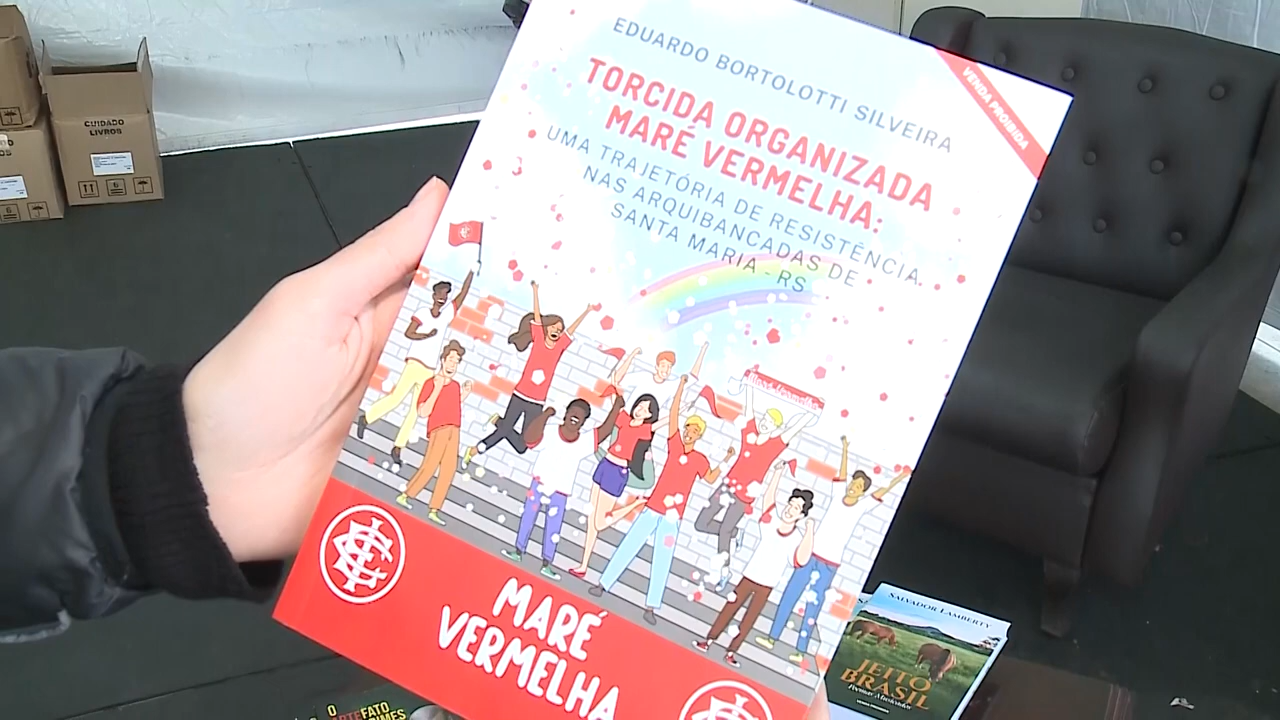 EDUARDO BORTOLOTTI SILVEIRA
VENDA PROIBIDA
TORCIDA ORGANIZADA
MARÉ VERMELHA:
UMA TRAJETÓRIA DE RESISTÊNCIA
NAS ARQUIBANCADAS DE
SANTA MARIA - RS
MARÉ
VERMELHA
CUIDADO
LIVROS
SALVADOR LAMBERTY
JEITO
BRASIL
O